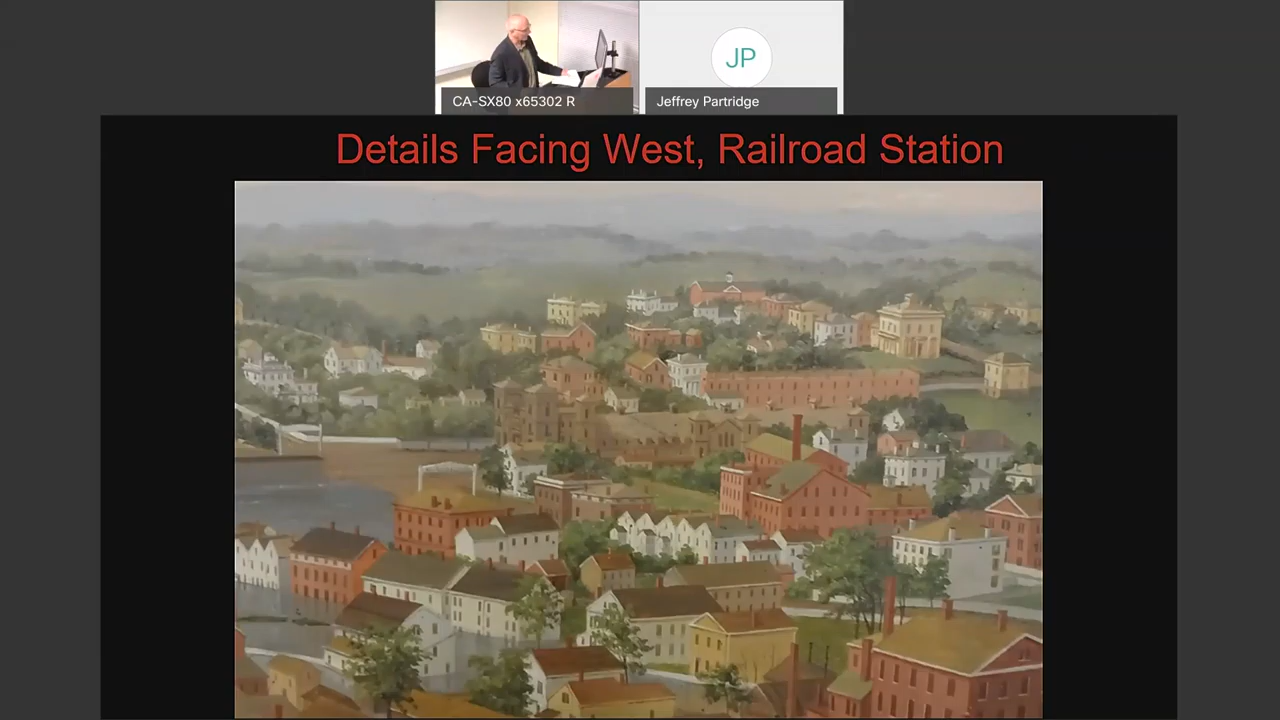 CA-SX80 x65302 R
JP
Jeffrey Partridge
Details Facing West, Railroad Station